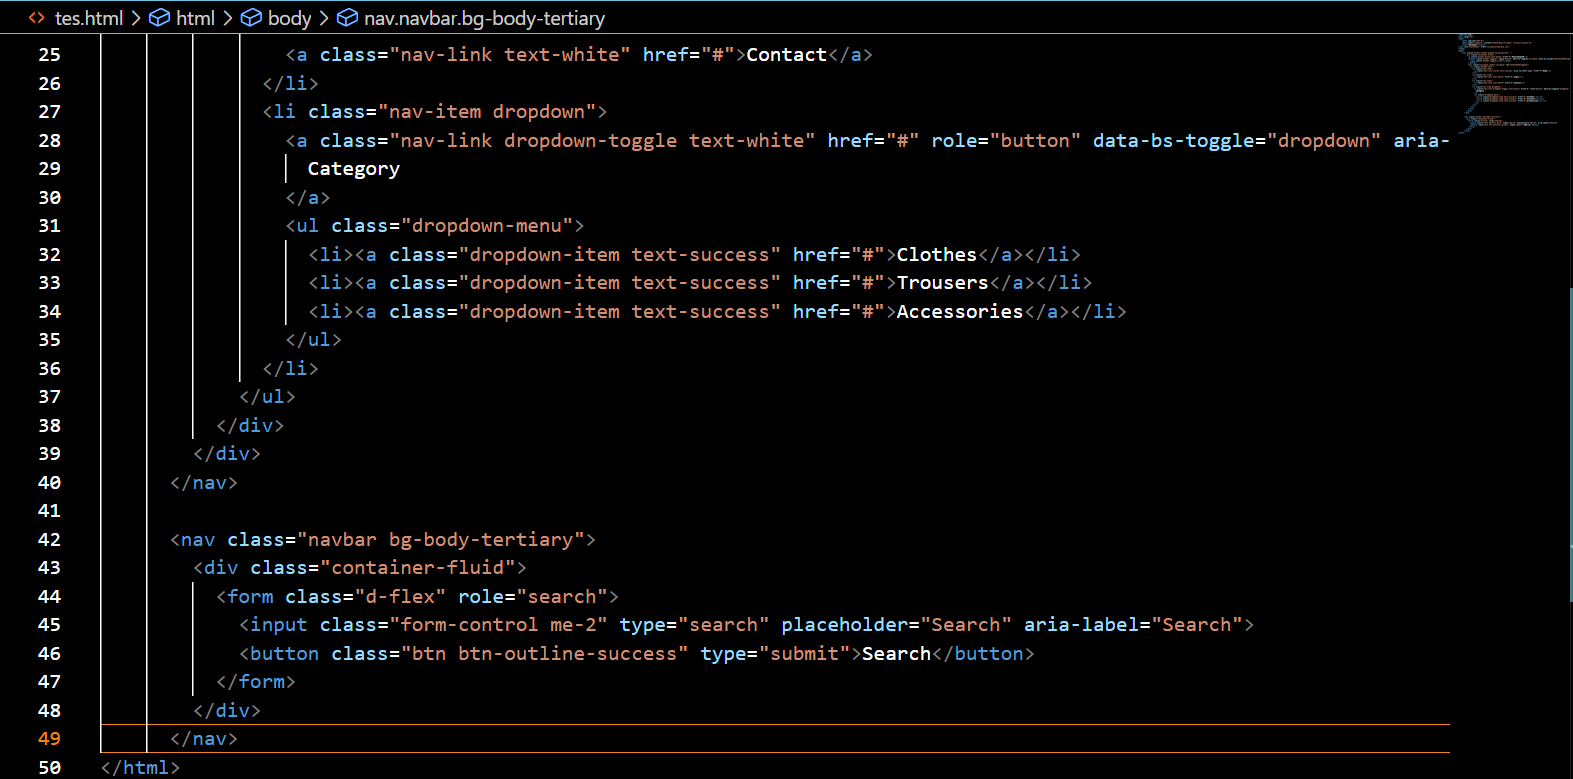 <> tes.html > html > body > nav.navbar.bg-body-tertiary
25 <a class="nav-link text-white" href="#">Contact</a>
26 </li>
27 <li class="nav-item dropdown">
28 <a class="nav-link dropdown-toggle text-white" href="#" role="button" data-bs-toggle="dropdown" aria-
29 Category
30 </a>
31 <ul class="dropdown-menu">
32 <li><a class="dropdown-item text-success" href="#">Clothes</a></li>
33 <li><a class="dropdown-item text-success" href="#">Trousers</a></li>
34 <li><a class="dropdown-item text-success" href="#">Accessories</a></li>
35 </ul>
36 </li>
37 </ul>
38 </div>
39 </div>
40 </nav>
41
42 <nav class="navbar bg-body-tertiary">
43 <div class="container-fluid">
44 <form class="d-flex" role="search">
45 <input class="form-control me-2" type="search" placeholder="Search" aria-label="Search">
46 <button class="btn btn-outline-success" type="submit">Search</button>
47 </form>
48 </div>
49 </nav>
50 </html>